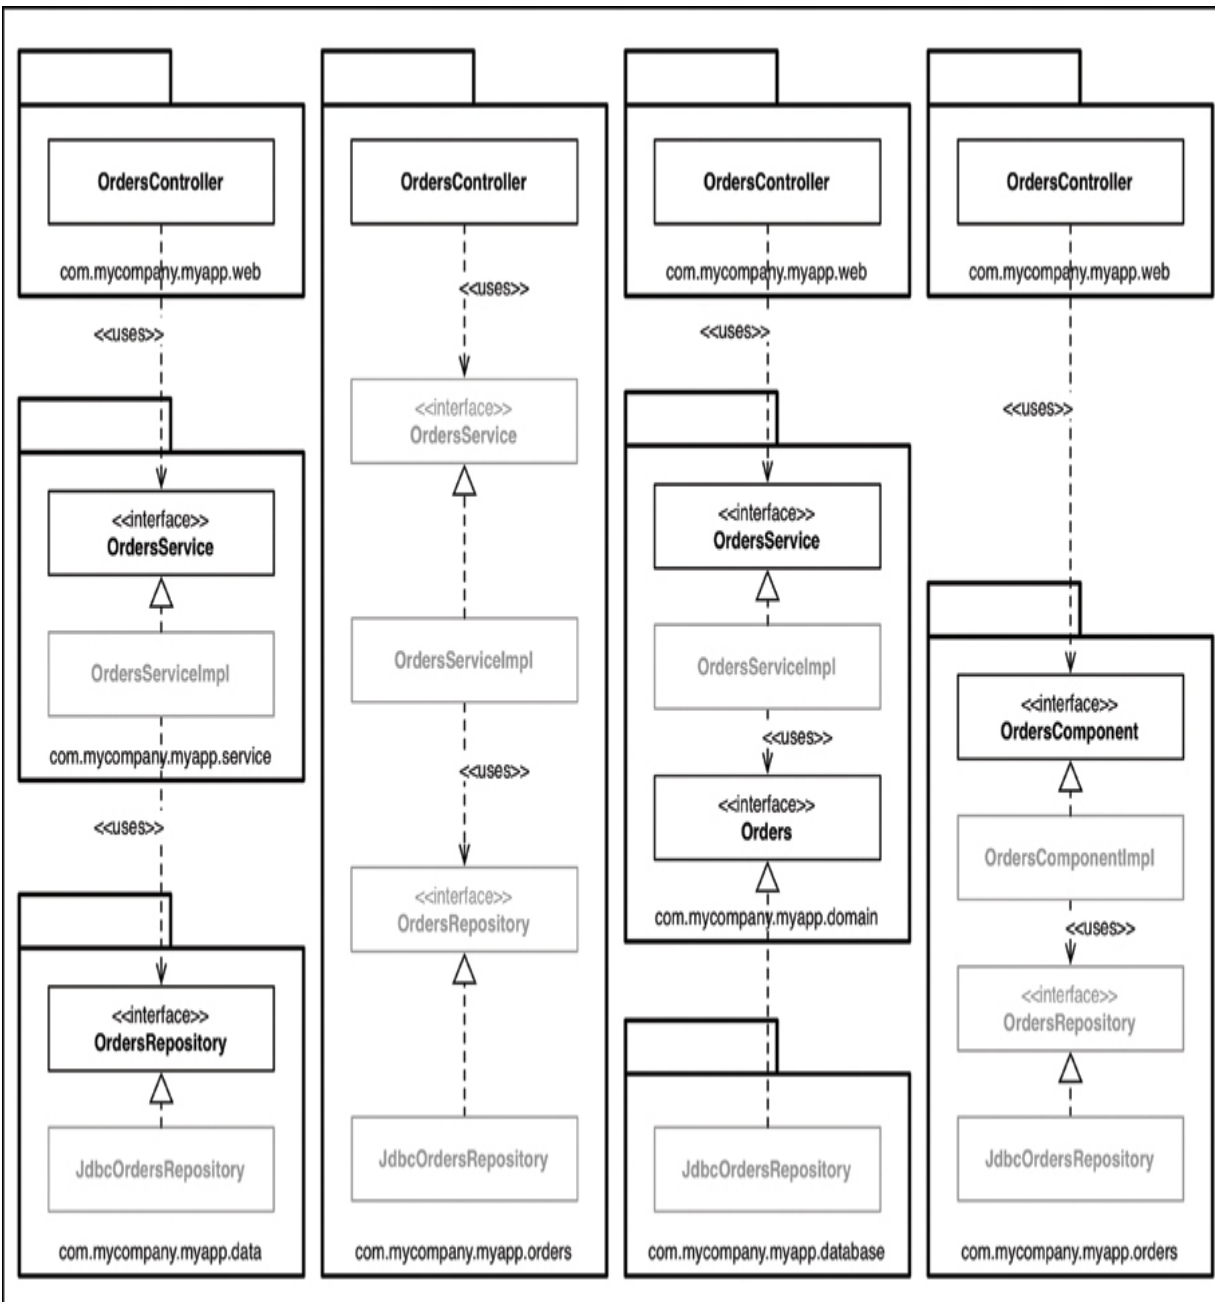 OrdersController
com.mycompany.myapp.web
<<uses>>
<<interface>>
OrdersService
OrdersServiceImpl
com.mycompany.myapp.service
<<uses>>
<<interface>>
OrdersRepository
JdbcOrdersRepository
com.mycompany.myapp.data
OrdersController
<<uses>>
<<interface>>
OrdersService
OrdersServiceImpl
<<uses>>
<<interface>>
OrdersRepository
JdbcOrdersRepository
com.mycompany.myapp.orders
OrdersController
com.mycompany.myapp.web
<<uses>>
<<interface>>
OrdersService
OrdersServiceImpl
<<uses>>
<<interface>>
Orders
com.mycompany.myapp.domain
JdbcOrdersRepository
com.mycompany.myapp.database
OrdersController
com.mycompany.myapp.web
<<uses>>
<<interface>>
OrdersComponent
OrdersComponentImpl
<<uses>>
<<interface>>
OrdersRepository
JdbcOrdersRepository
com.mycompany.myapp.orders